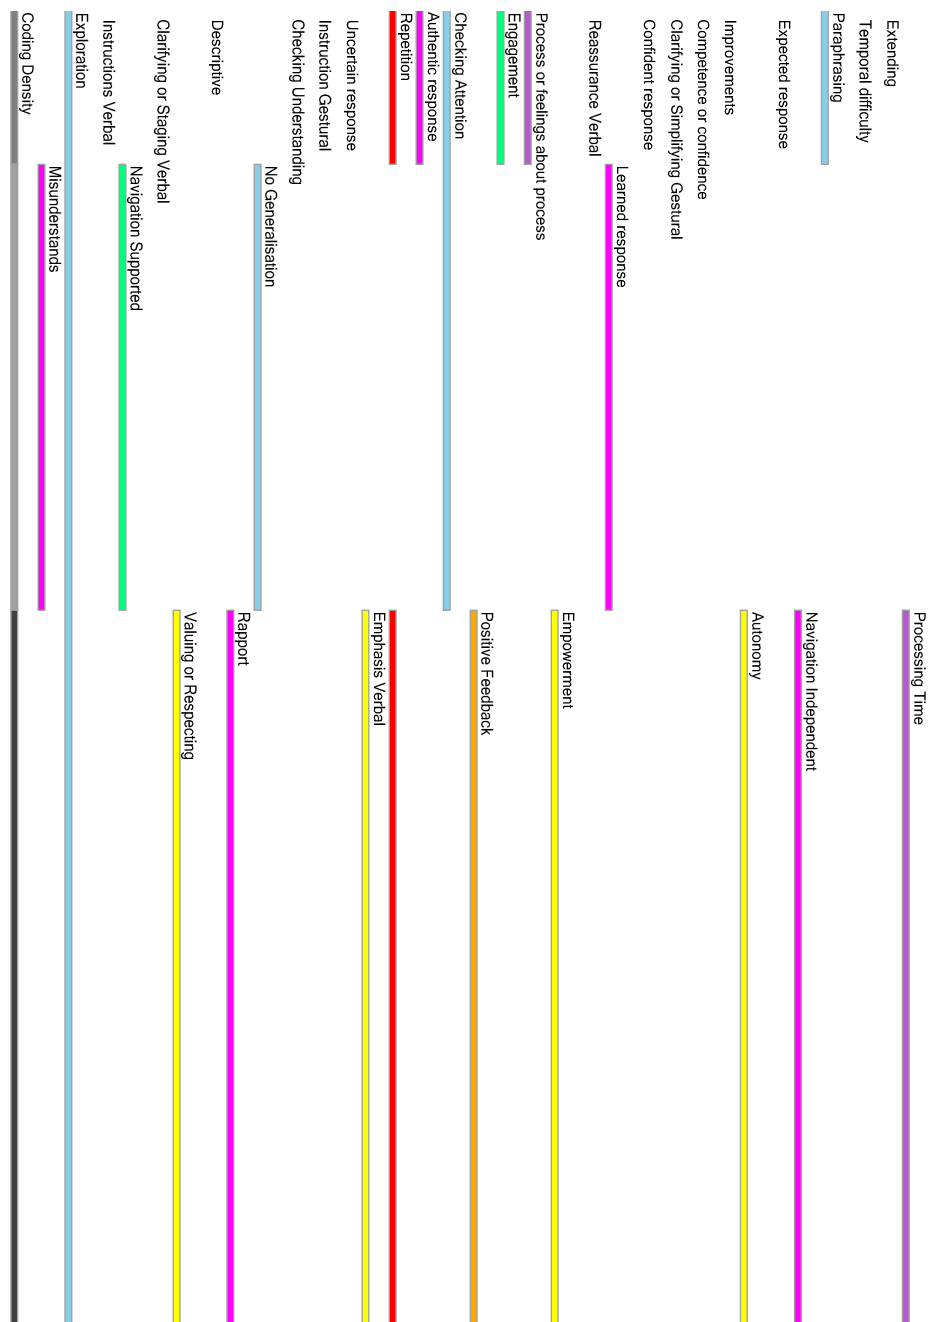 Coding Density
Misunderstands
Exploration
Instructions Verbal
Navigation Supported
Clarifying or Staging Verbal
Valuing or Respecting
Descriptive
Rapport
No Generalisation
Checking Understanding
Instruction Gestural
Uncertain response
Emphasis Verbal
Repetition
Authentic response
Checking Attention
Positive Feedback
Engagement
Process or feelings about process
Empowerment
Reassurance Verbal
Learned response
Confident response
Clarifying or Simplifying Gestural
Competence or confidence
Improvements
Autonomy
Expected response
Navigation Independent
Paraphrasing
Temporal difficulty
Extending
Processing Time